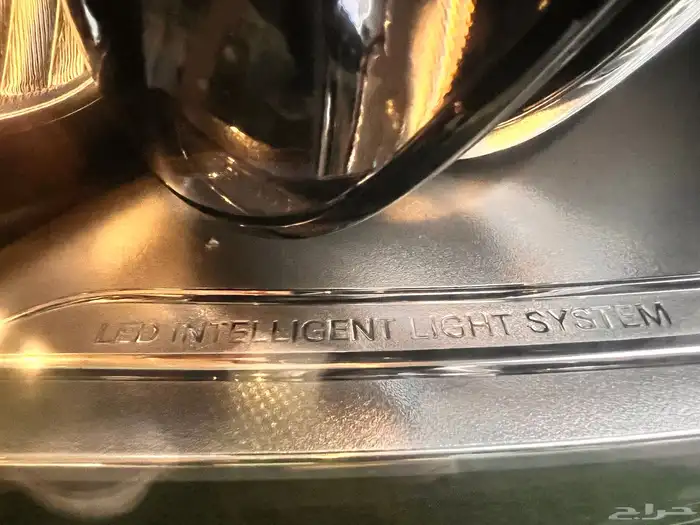 LED INTELLIGENT LIGHT SYSTEM
حراج